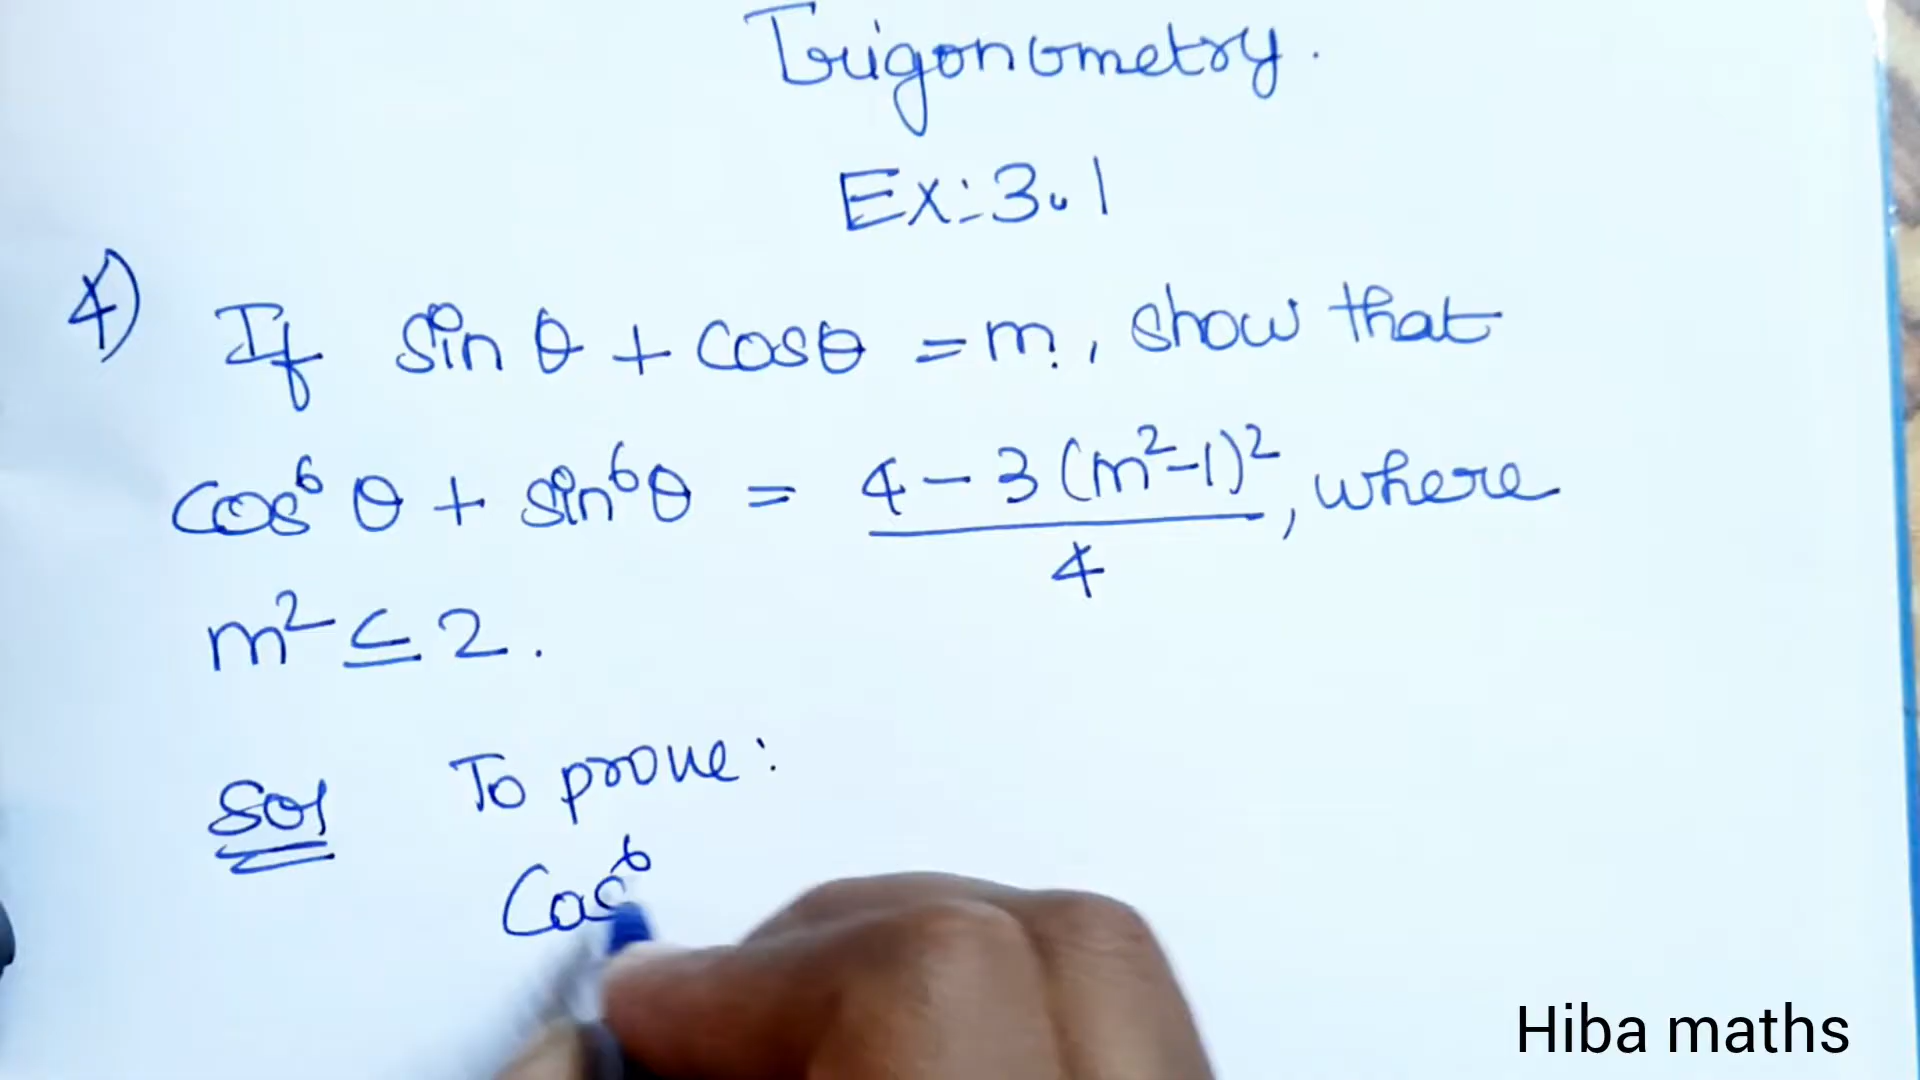 Trigonometry.
Ex:3.1
4) If sin θ + cosθ = m, show that
cos⁶ θ + sin⁶θ = 4 - 3 (m²-1)² / 4, where
m² ≤ 2.
Sol To prove:
Cos⁶
Hiba maths